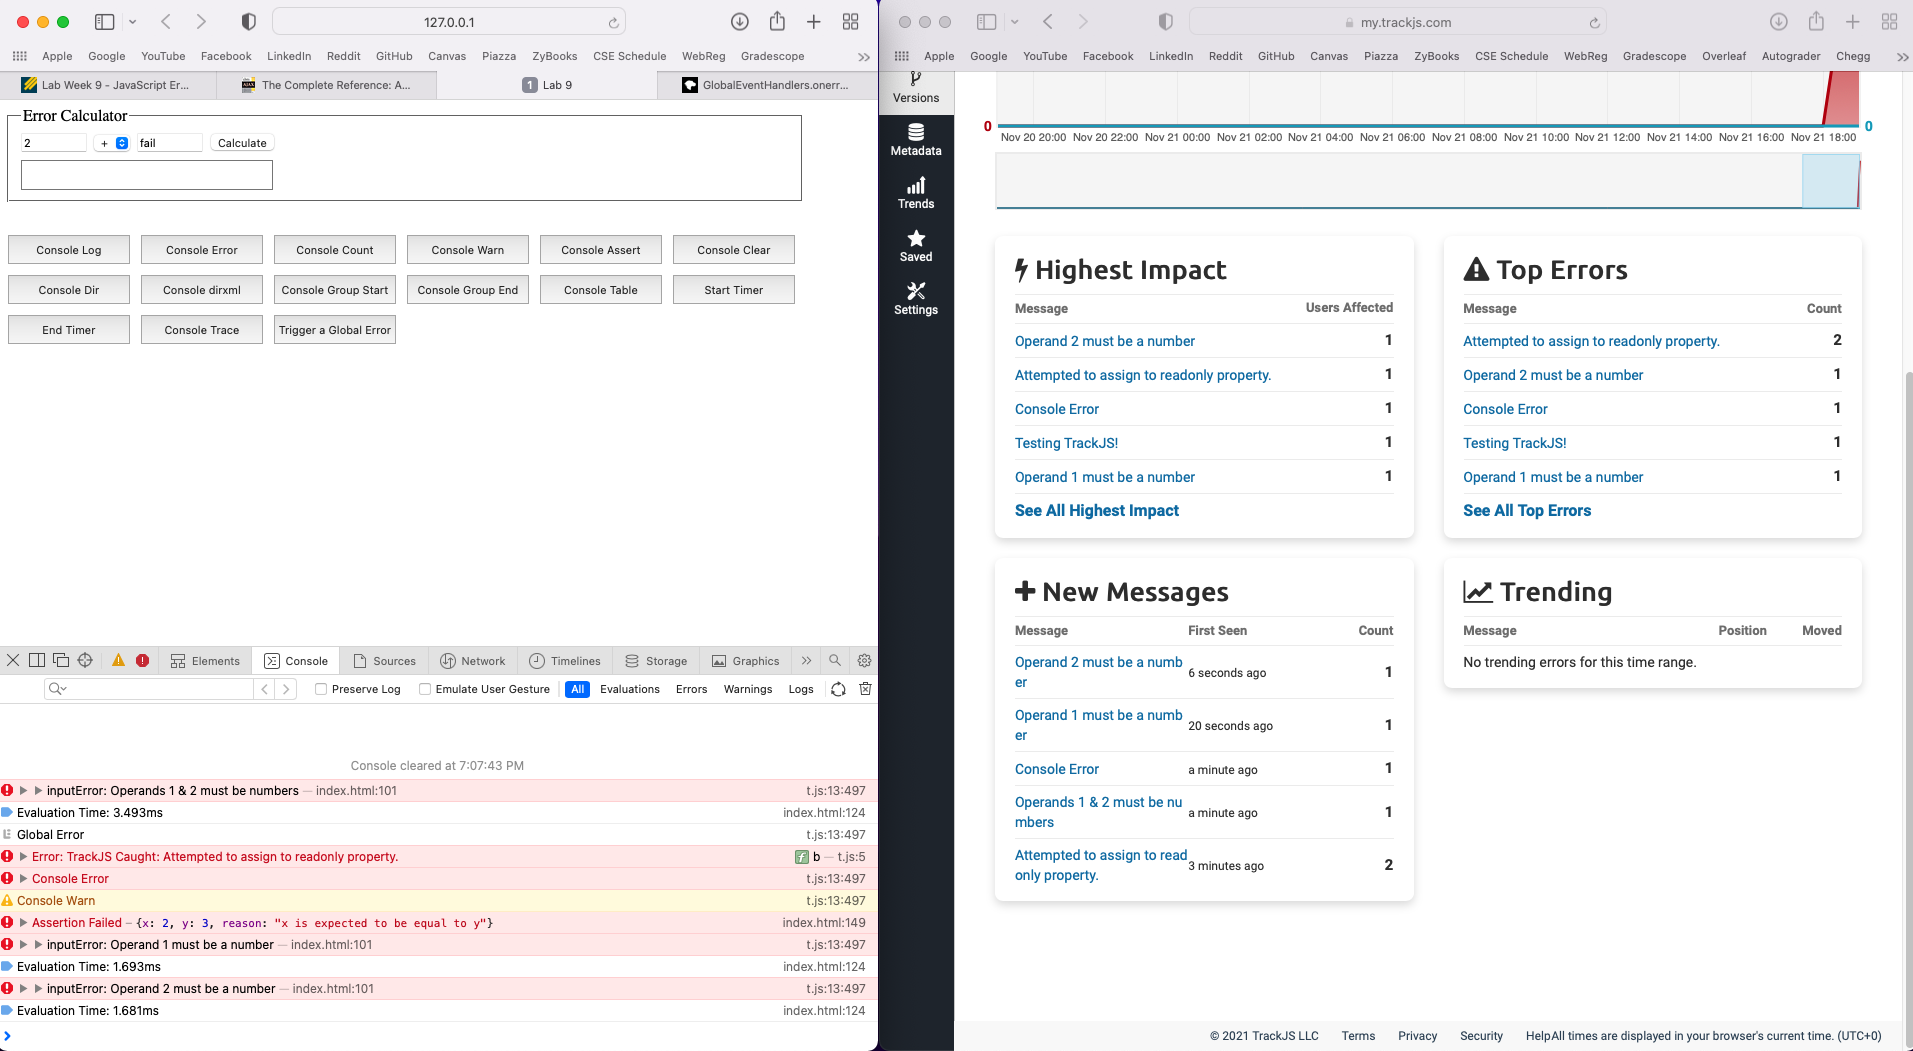 127.0.0.1
Apple Google YouTube Facebook LinkedIn Reddit GitHub Canvas Piazza ZyBooks CSE Schedule WebReg Gradescope
Lab Week 9 - JavaScript Er... The Complete Reference: A... 1 Lab 9 GlobalEventHandlers.onerr...
Error Calculator
2 + fail Calculate
Console Log Console Error Console Count Console Warn Console Assert Console Clear
Console Dir Console dirxml Console Group Start Console Group End Console Table Start Timer
End Timer Console Trace Trigger a Global Error
Elements Console Sources Network Timelines Storage Graphics
Preserve Log Emulate User Gesture All Evaluations Errors Warnings Logs
Console cleared at 7:07:43 PM
inputError: Operands 1 & 2 must be numbers — index.html:101 t.js:13:497
Evaluation Time: 3.493ms index.html:124
Global Error t.js:13:497
Error: TrackJS Caught: Attempted to assign to readonly property. f b — t.js:5
Console Error t.js:13:497
Console Warn t.js:13:497
Assertion Failed – {x: 2, y: 3, reason: "x is expected to be equal to y"} index.html:149
inputError: Operand 1 must be a number — index.html:101 t.js:13:497
Evaluation Time: 1.693ms index.html:124
inputError: Operand 2 must be a number — index.html:101 t.js:13:497
Evaluation Time: 1.681ms index.html:124
my.trackjs.com
Apple Google YouTube Facebook LinkedIn Reddit GitHub Canvas Piazza ZyBooks CSE Schedule WebReg Gradescope Overleaf Autograder Chegg
Versions
Metadata
Trends
Saved
Settings
0 0
Nov 20 20:00 Nov 20 22:00 Nov 21 00:00 Nov 21 02:00 Nov 21 04:00 Nov 21 06:00 Nov 21 08:00 Nov 21 10:00 Nov 21 12:00 Nov 21 14:00 Nov 21 16:00 Nov 21 18:00
Highest Impact
Message Users Affected
Operand 2 must be a number 1
Attempted to assign to readonly property. 1
Console Error 1
Testing TrackJS! 1
Operand 1 must be a number 1
See All Highest Impact
Top Errors
Message Count
Attempted to assign to readonly property. 2
Operand 2 must be a number 1
Console Error 1
Testing TrackJS! 1
Operand 1 must be a number 1
See All Top Errors
New Messages
Message First Seen Count
Operand 2 must be a numb
er 6 seconds ago 1
Operand 1 must be a numb
er 20 seconds ago 1
Console Error a minute ago 1
Operands 1 & 2 must be nu
mbers a minute ago 1
Attempted to assign to read
only property. 3 minutes ago 2
Trending
Message Position Moved
No trending errors for this time range.
© 2021 TrackJS LLC Terms Privacy Security Help All times are displayed in your browser's current time. (UTC+0)